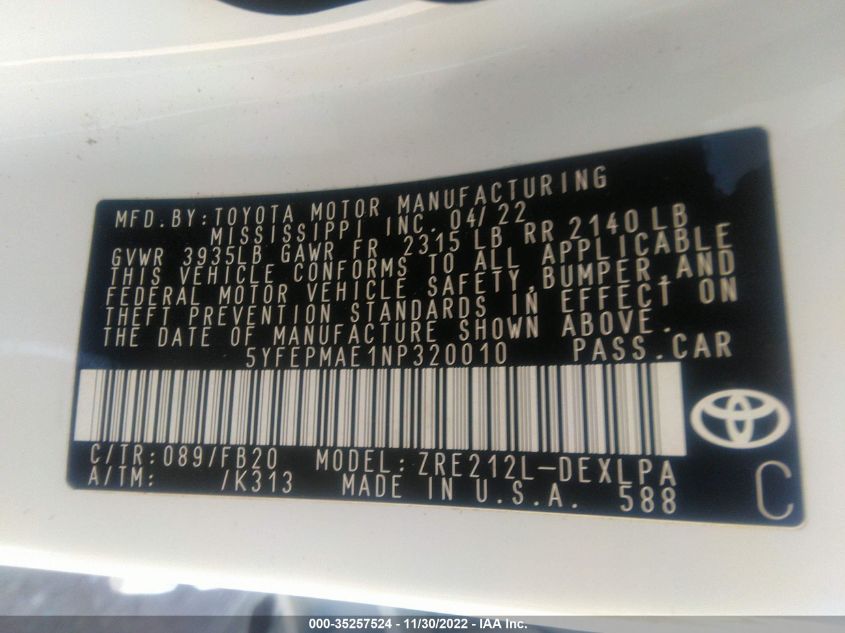 MFD. BY: TOYOTA MOTOR MANUFACTURING
MISSISSIPPI INC. 04/22
GVWR 3935LB GAWR FR 2315 LB RR 2140 LB
THIS VEHICLE CONFORMS TO ALL APPLICABLE
FEDERAL MOTOR VEHICLE SAFETY, BUMPER, AND
THEFT PREVENTION STANDARDS IN EFFECT ON
THE DATE OF MANUFACTURE SHOWN ABOVE.
5YFEPMAE1NP320010 PASS. CAR
C/TR: 089/FB20 MODEL: ZRE212L-DEXLPA
A/TM: /K313 MADE IN U.S.A. 588
C
000-35257524 - 11/30/2022 - IAA Inc.